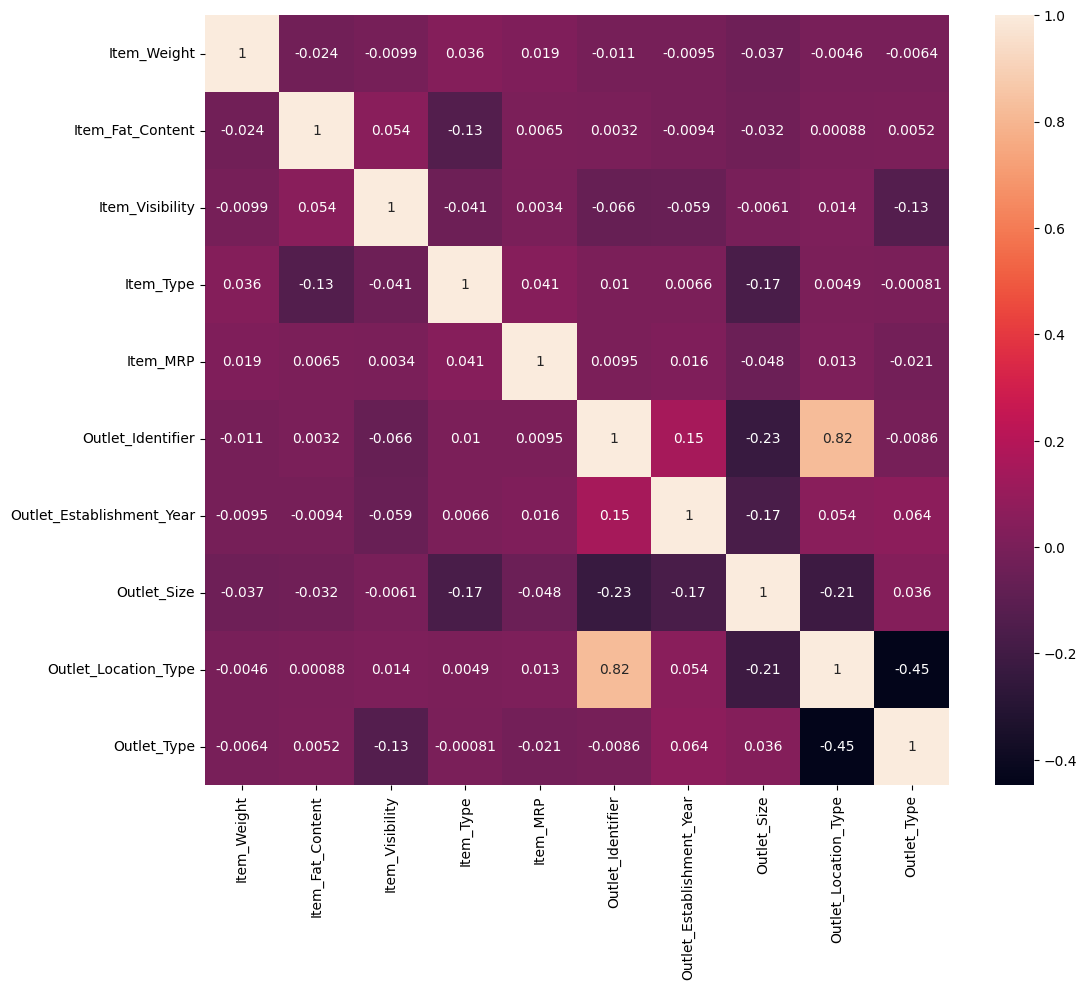 Item_Weight 1 -0.024 -0.0099 0.036 0.019 -0.011 -0.0095 -0.037 -0.0046 -0.0064
Item_Fat_Content -0.024 1 0.054 -0.13 0.0065 0.0032 -0.0094 -0.032 0.00088 0.0052
Item_Visibility -0.0099 0.054 1 -0.041 0.0034 -0.066 -0.059 -0.0061 0.014 -0.13
Item_Type 0.036 -0.13 -0.041 1 0.041 0.01 0.0066 -0.17 0.0049 -0.00081
Item_MRP 0.019 0.0065 0.0034 0.041 1 0.0095 0.016 -0.048 0.013 -0.021
Outlet_Identifier -0.011 0.0032 -0.066 0.01 0.0095 1 0.15 -0.23 0.82 -0.0086
Outlet_Establishment_Year -0.0095 -0.0094 -0.059 0.0066 0.016 0.15 1 -0.17 0.054 0.064
Outlet_Size -0.037 -0.032 -0.0061 -0.17 -0.048 -0.23 -0.17 1 -0.21 0.036
Outlet_Location_Type -0.0046 0.00088 0.014 0.0049 0.013 0.82 0.054 -0.21 1 -0.45
Outlet_Type -0.0064 0.0052 -0.13 -0.00081 -0.021 -0.0086 0.064 0.036 -0.45 1
Item_Weight
Item_Fat_Content
Item_Visibility
Item_Type
Item_MRP
Outlet_Identifier
Outlet_Establishment_Year
Outlet_Size
Outlet_Location_Type
Outlet_Type
1.0
0.8
0.6
0.4
0.2
0.0
−0.2
−0.4